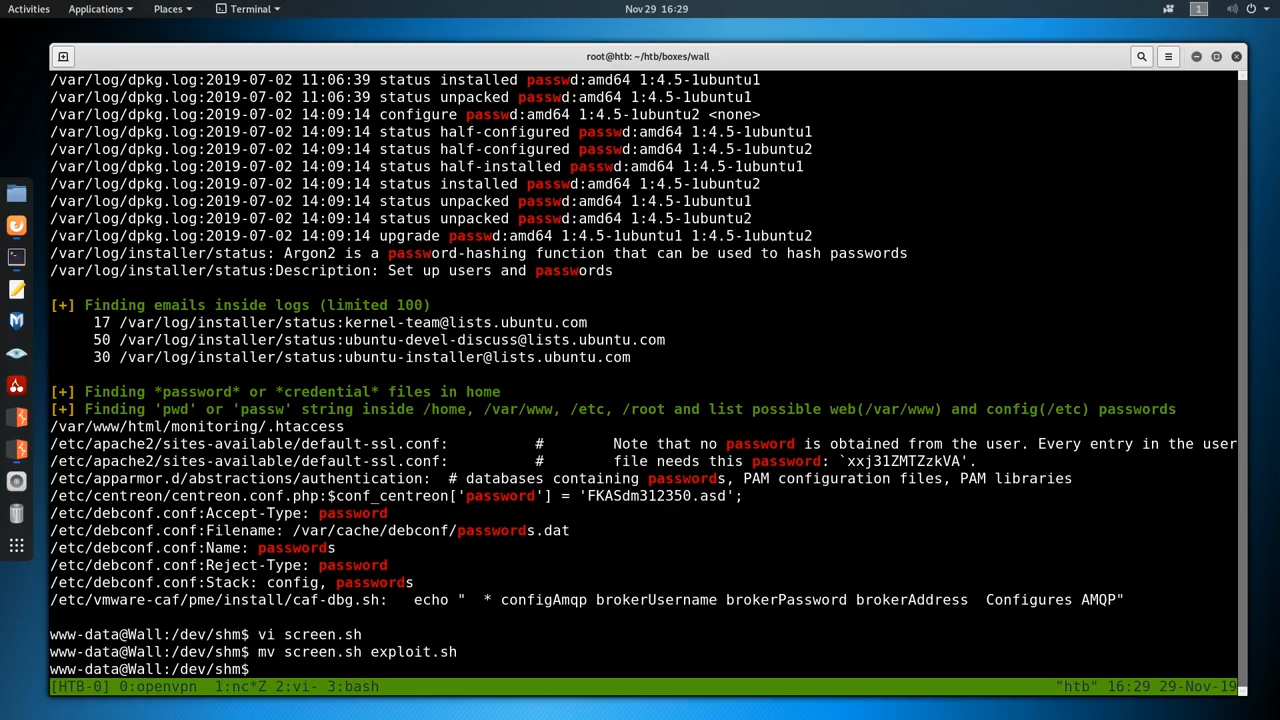 Activities Applications Places Terminal Nov 29 16:29 1
root@htb: ~/htb/boxes/wall
/var/log/dpkg.log:2019-07-02 11:06:39 status installed passwd:amd64 1:4.5-1ubuntu1
/var/log/dpkg.log:2019-07-02 11:06:39 status unpacked passwd:amd64 1:4.5-1ubuntu1
/var/log/dpkg.log:2019-07-02 14:09:14 configure passwd:amd64 1:4.5-1ubuntu2 <none>
/var/log/dpkg.log:2019-07-02 14:09:14 status half-configured passwd:amd64 1:4.5-1ubuntu1
/var/log/dpkg.log:2019-07-02 14:09:14 status half-configured passwd:amd64 1:4.5-1ubuntu2
/var/log/dpkg.log:2019-07-02 14:09:14 status half-installed passwd:amd64 1:4.5-1ubuntu1
/var/log/dpkg.log:2019-07-02 14:09:14 status installed passwd:amd64 1:4.5-1ubuntu2
/var/log/dpkg.log:2019-07-02 14:09:14 status unpacked passwd:amd64 1:4.5-1ubuntu1
/var/log/dpkg.log:2019-07-02 14:09:14 status unpacked passwd:amd64 1:4.5-1ubuntu2
/var/log/dpkg.log:2019-07-02 14:09:14 upgrade passwd:amd64 1:4.5-1ubuntu1 1:4.5-1ubuntu2
/var/log/installer/status: Argon2 is a password-hashing function that can be used to hash passwords
/var/log/installer/status:Description: Set up users and passwords
[+] Finding emails inside logs (limited 100)
17 /var/log/installer/status:kernel-team@lists.ubuntu.com
50 /var/log/installer/status:ubuntu-devel-discuss@lists.ubuntu.com
30 /var/log/installer/status:ubuntu-installer@lists.ubuntu.com
[+] Finding *password* or *credential* files in home
[+] Finding 'pwd' or 'passw' string inside /home, /var/www, /etc, /root and list possible web(/var/www) and config(/etc) passwords
/var/www/html/monitoring/.htaccess
/etc/apache2/sites-available/default-ssl.conf: # Note that no password is obtained from the user. Every entry in the user
/etc/apache2/sites-available/default-ssl.conf: # file needs this password: `xxj31ZMTZzkVA'.
/etc/apparmor.d/abstractions/authentication: # databases containing passwords, PAM configuration files, PAM libraries
/etc/centreon/centreon.conf.php:$conf_centreon['password'] = 'FKASdm312350.asd';
/etc/debconf.conf:Accept-Type: password
/etc/debconf.conf:Filename: /var/cache/debconf/passwords.dat
/etc/debconf.conf:Name: passwords
/etc/debconf.conf:Reject-Type: password
/etc/debconf.conf:Stack: config, passwords
/etc/vmware-caf/pme/install/caf-dbg.sh: echo " * configAmqp brokerUsername brokerPassword brokerAddress Configures AMQP"
www-data@Wall:/dev/shm$ vi screen.sh
www-data@Wall:/dev/shm$ mv screen.sh exploit.sh
www-data@Wall:/dev/shm$
[HTB-0] 0:openvpn 1:nc*Z 2:vi- 3:bash "htb" 16:29 29-Nov-19